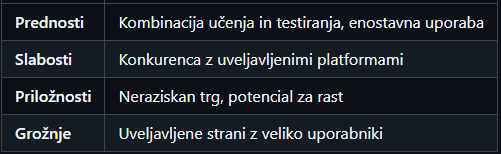 Prednosti Kombinacija učenja in testiranja, enostavna uporaba
Slabosti Konkurenca z uveljavljenimi platformami
Priložnosti Neraziskan trg, potencial za rast
Grožnje Uveljavljene strani z veliko uporabniki